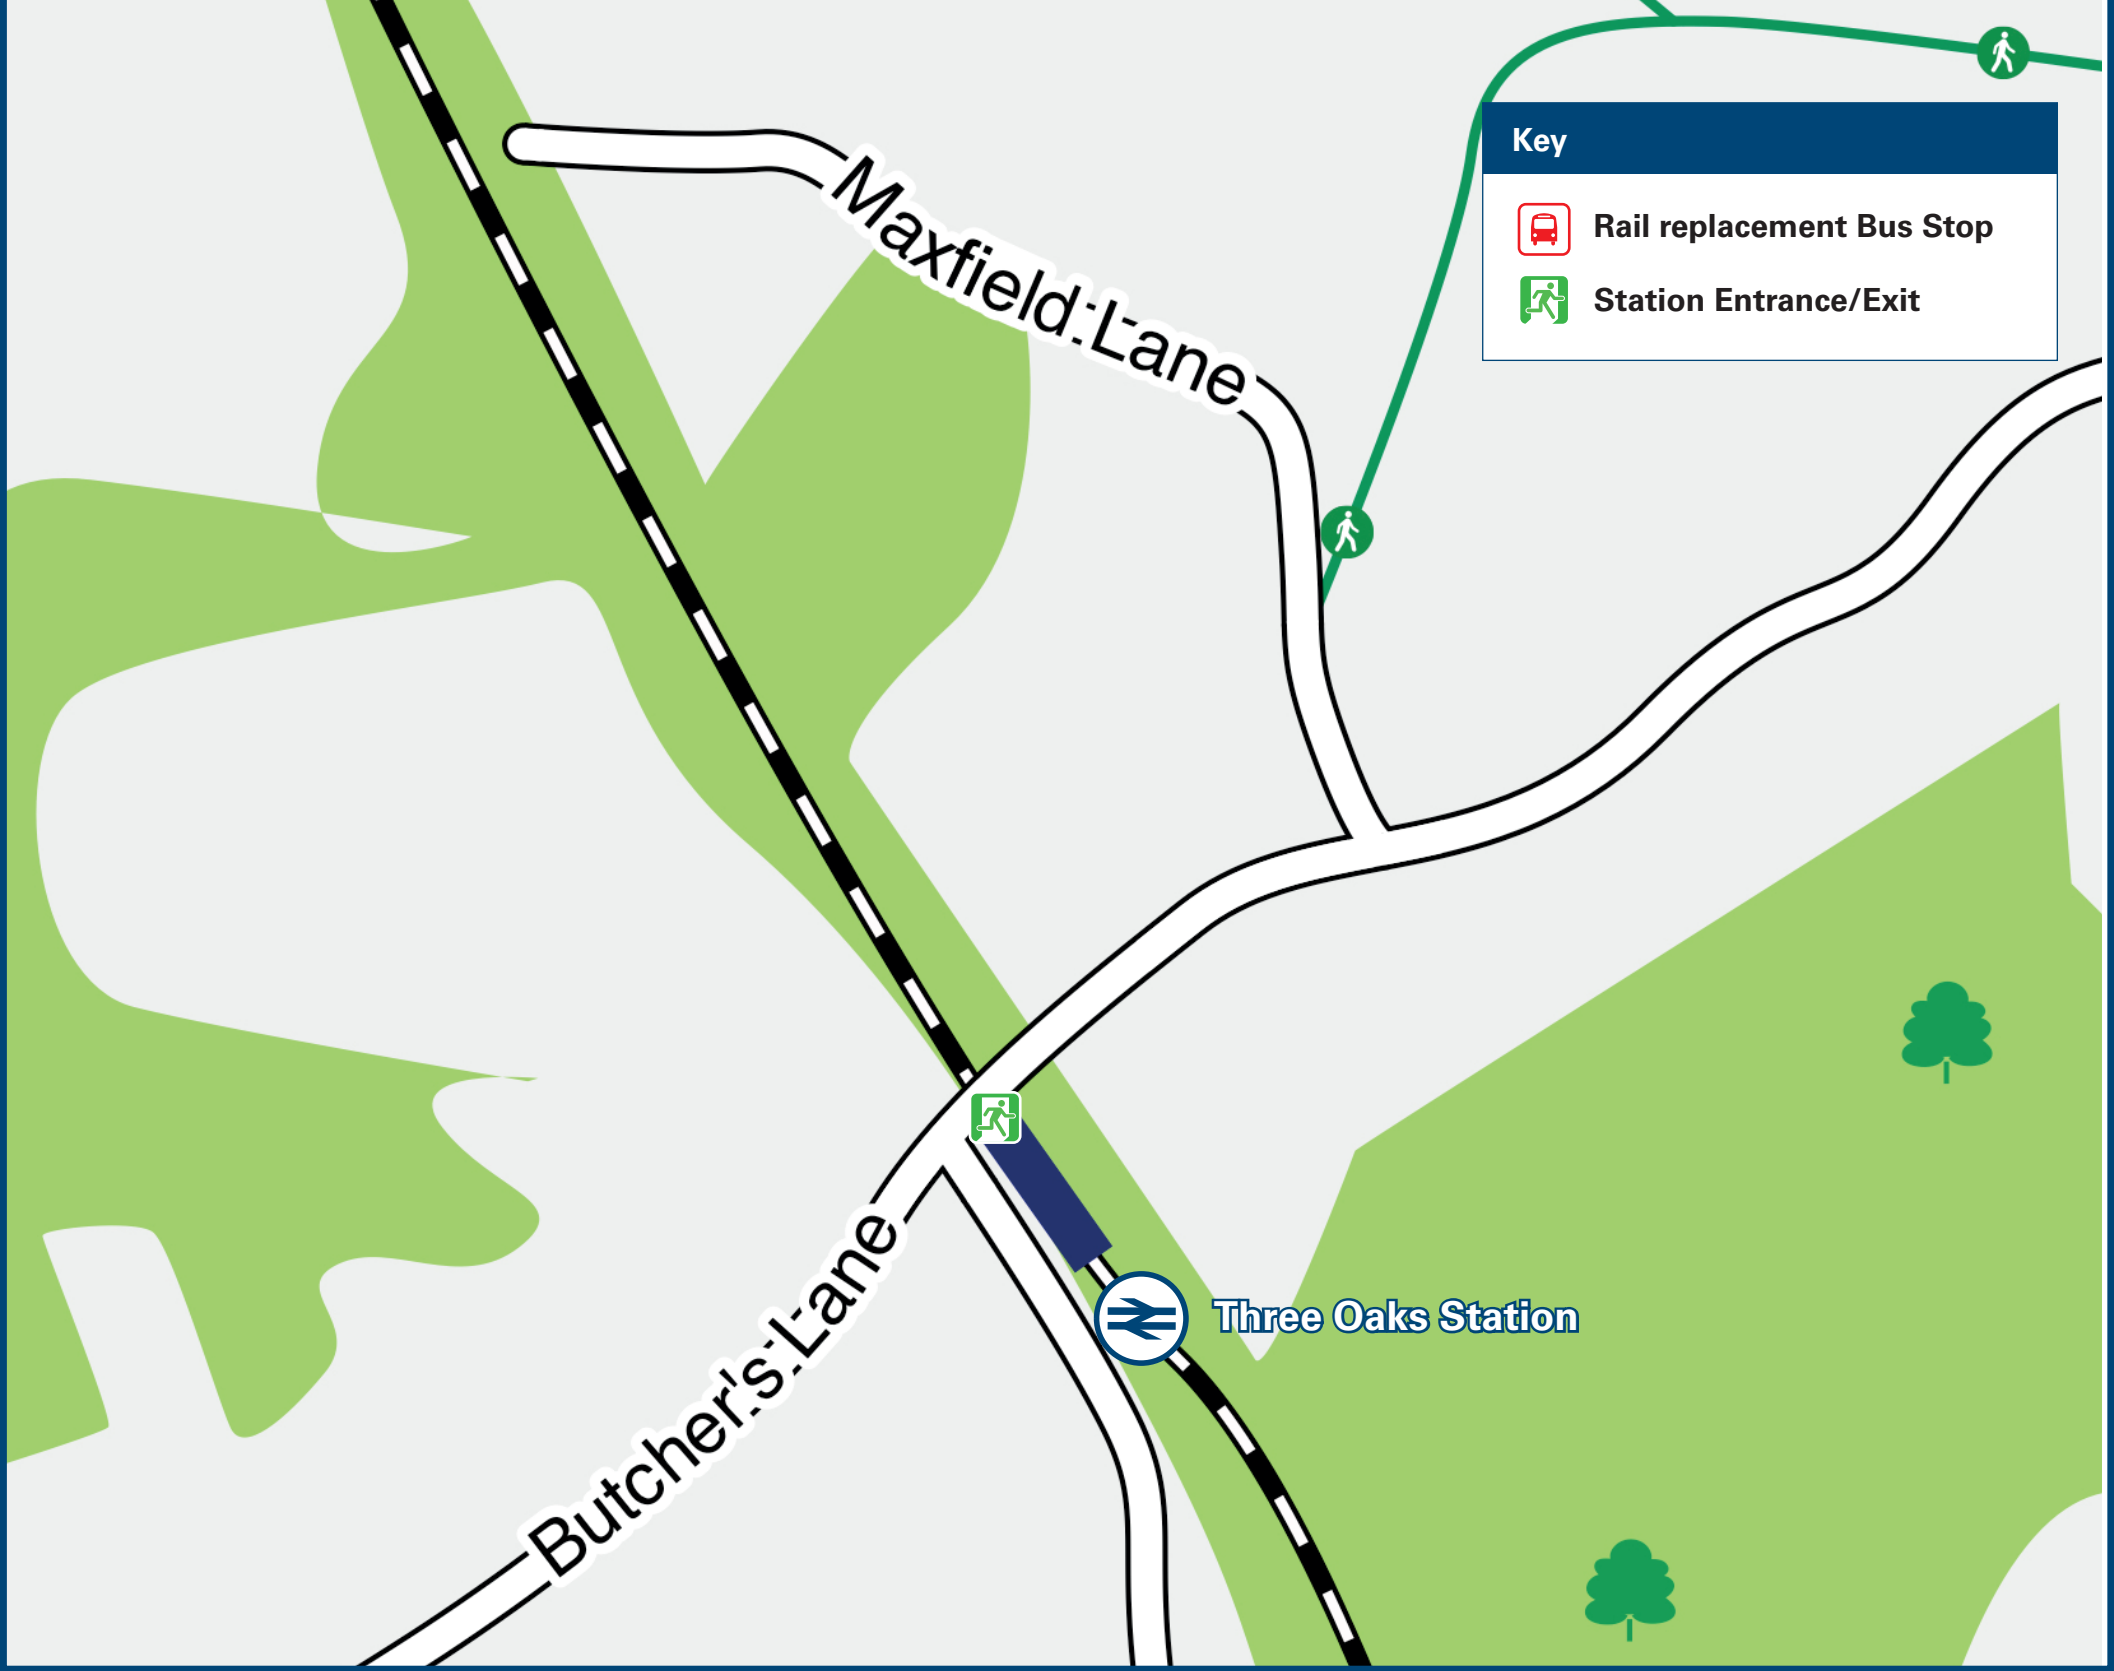 Maxfield Lane
Key
Rail replacement Bus Stop
Station Entrance/Exit
Butcher's Lane
Three Oaks Station